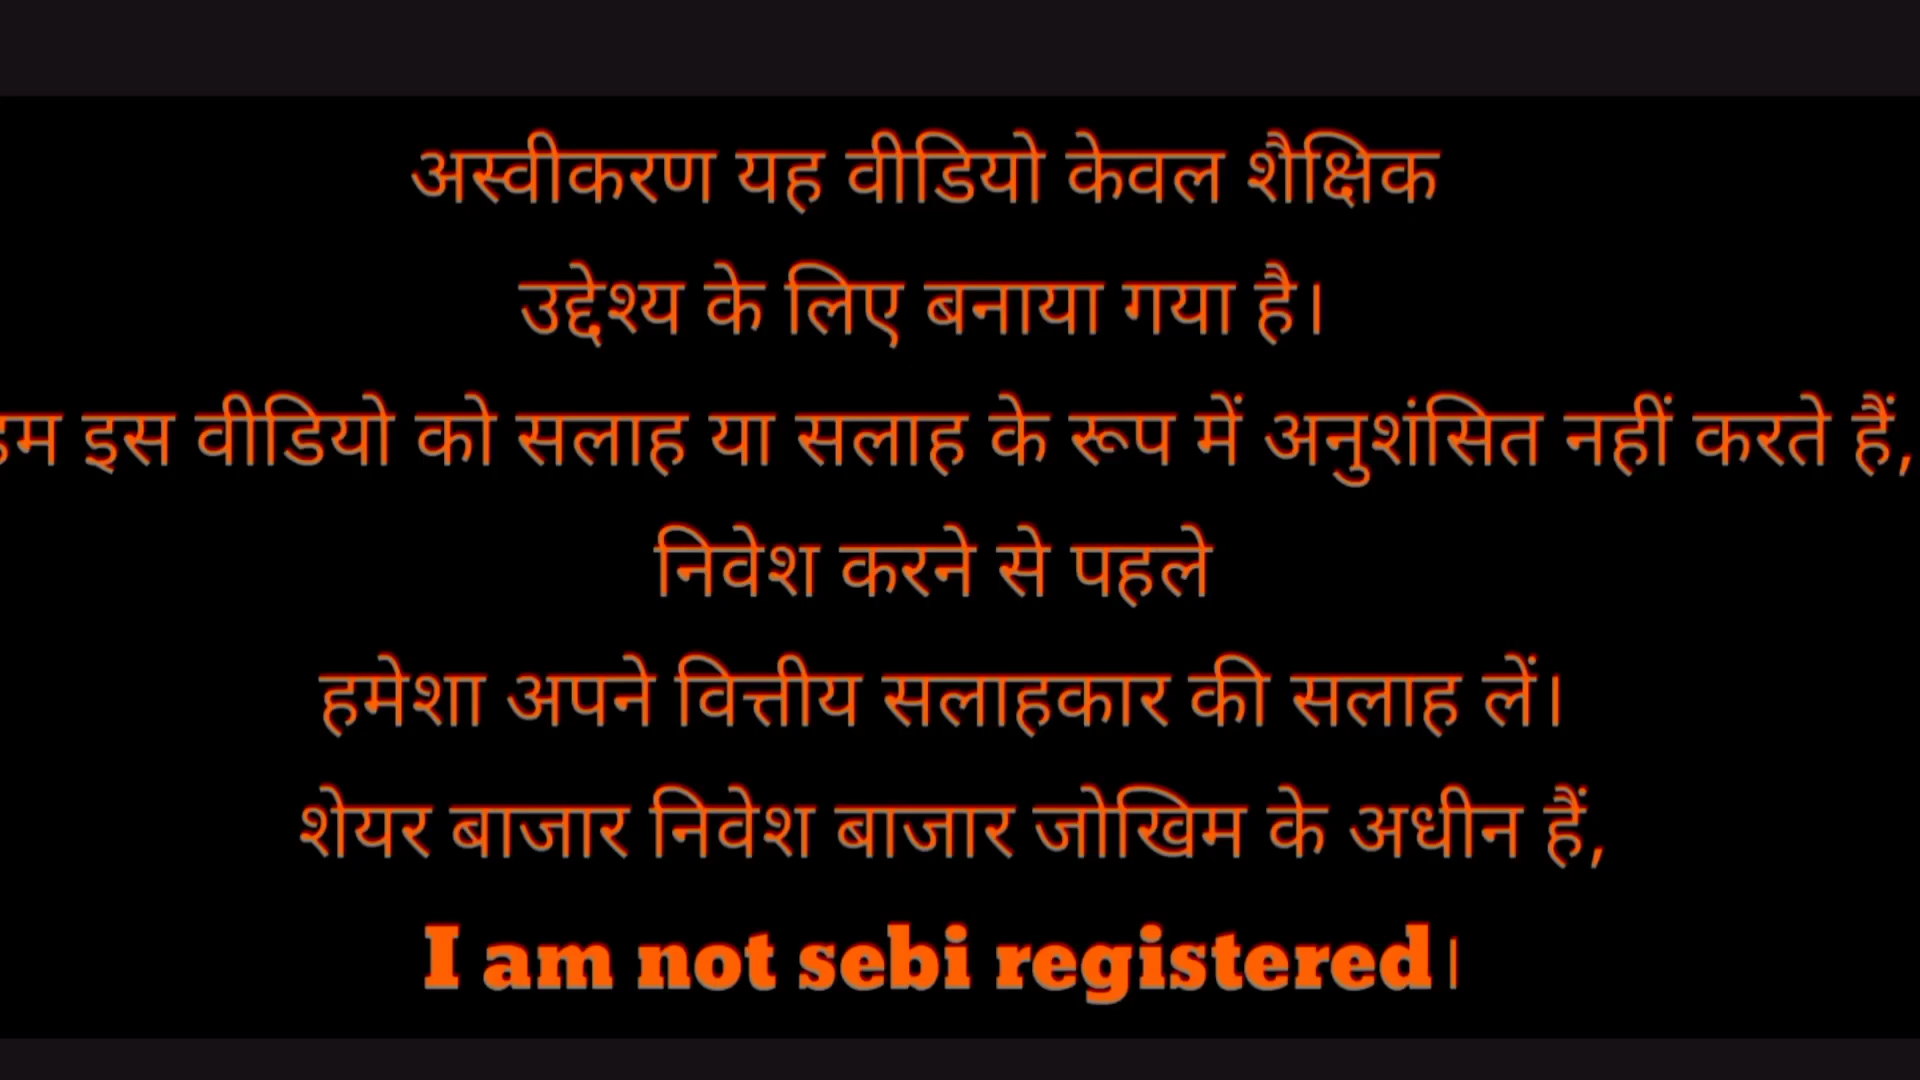 अस्वीकरण यह वीडियो केवल शैक्षिक
उद्देश्य के लिए बनाया गया है।
हम इस वीडियो को सलाह या सलाह के रूप में अनुशंसित नहीं करते हैं,
निवेश करने से पहले
हमेशा अपने वित्तीय सलाहकार की सलाह लें।
शेयर बाजार निवेश बाजार जोखिम के अधीन हैं,
I am not sebi registered।